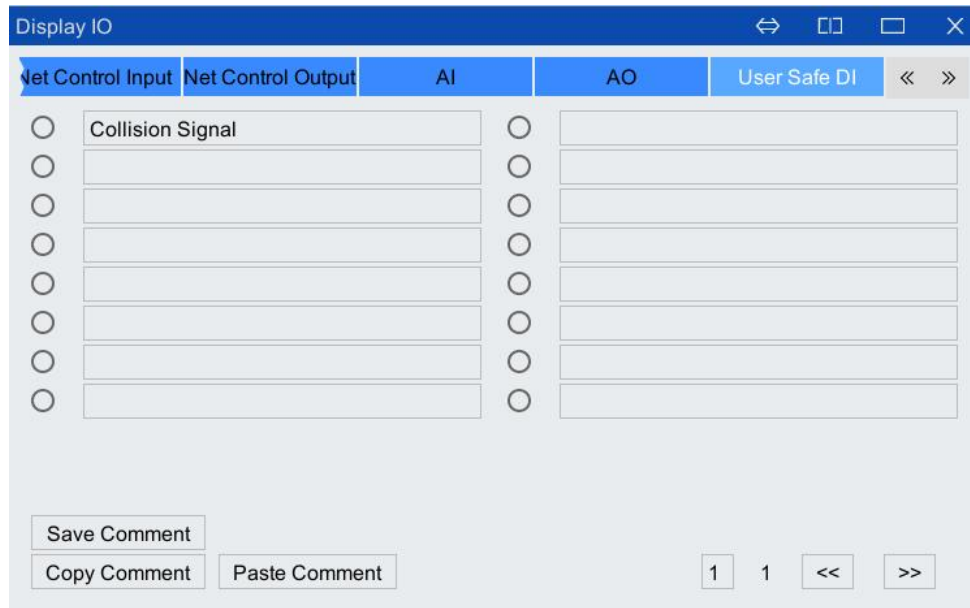 Display IO
Net Control Input Net Control Output AI AO User Safe DI « »
Collision Signal
Save Comment
Copy Comment Paste Comment 1 1 << >>